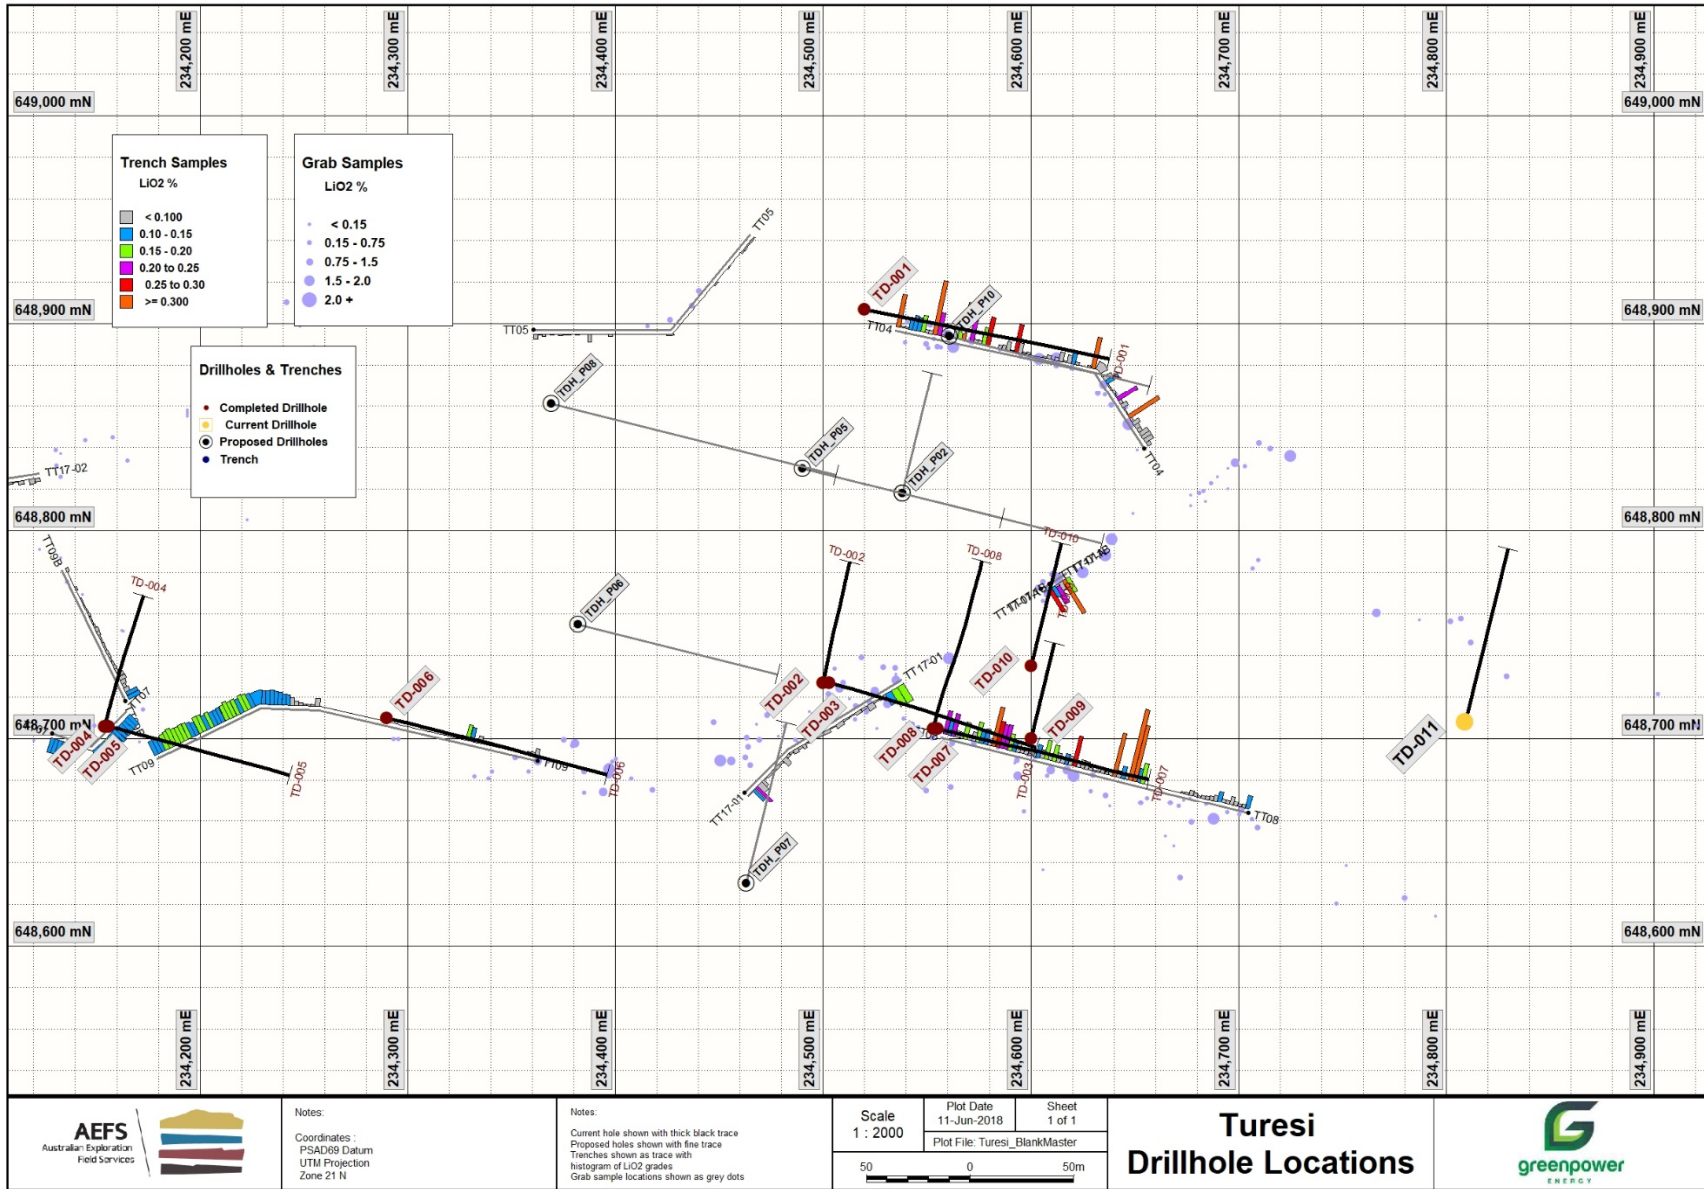 234,200 mE
234,300 mE
234,400 mE
234,500 mE
234,600 mE
234,700 mE
234,800 mE
234,900 mE
649,000 mN
649,000 mN
Trench Samples
LiO2 %
< 0.100
0.10 - 0.15
0.15 - 0.20
0.20 to 0.25
0.25 to 0.30
>= 0.300
Grab Samples
LiO2 %
< 0.15
0.15 - 0.75
0.75 - 1.5
1.5 - 2.0
2.0 +
TT05
TD-001
TDH_P10
648,900 mN
TT05
TT04
648,900 mN
TD-001
Drillholes & Trenches
Completed Drillhole
Current Drillhole
Proposed Drillholes
Trench
TDH_P08
TDH_P05
TDH_P02
TT04
TT17-02
648,800 mN
648,800 mN
TT09B
TD-004
TD-002
TD-008
TD-010
TDH_P06
TT17-01
TD-010
TD-006
TD-002
TT07
648,700 mN
TD-004
TD-005
TT09
TD-003
TD-008
TD-007
TD-009
TD-011
648,700 mN
TD-005
TT09
TD-006
TD-003
TD-007
TT17-01
TT08
TDH_P07
648,600 mN
648,600 mN
234,200 mE
234,300 mE
234,400 mE
234,500 mE
234,600 mE
234,700 mE
234,800 mE
234,900 mE
AEFS
Australian Exploration
Field Services
Notes:
Coordinates :
PSAD69 Datum
UTM Projection
Zone 21 N
Notes:
Current hole shown with thick black trace
Proposed holes shown with fine trace
Trenches shown as trace with
histogram of LiO2 grades
Grab sample locations shown as grey dots
Scale
1 : 2000
Plot Date
11-Jun-2018
Sheet
1 of 1
Plot File: Turesi_BlankMaster
50 0 50m
Turesi
Drillhole Locations
greenpower
ENERGY